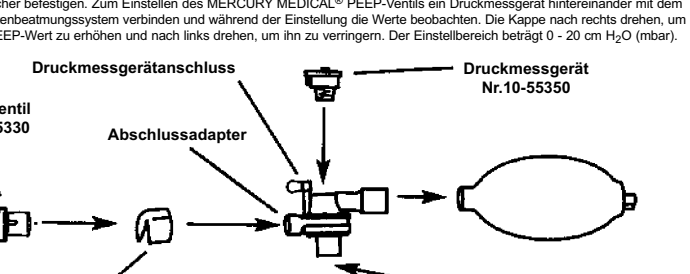 cher befestigen. Zum Einstellen des MERCURY MEDICAL® PEEP-Ventils ein Druckmessgerät hintereinander mit dem
enbeatmungssystem verbinden und während der Einstellung die Werte beobachten. Die Kappe nach rechts drehen, um
EEP-Wert zu erhöhen und nach links drehen, um ihn zu verringern. Der Einstellbereich beträgt 0 - 20 cm H₂O (mbar).
Druckmessgerätanschluss
Druckmessgerät
Nr.10-55350
entil
5330
Abschlussadapter